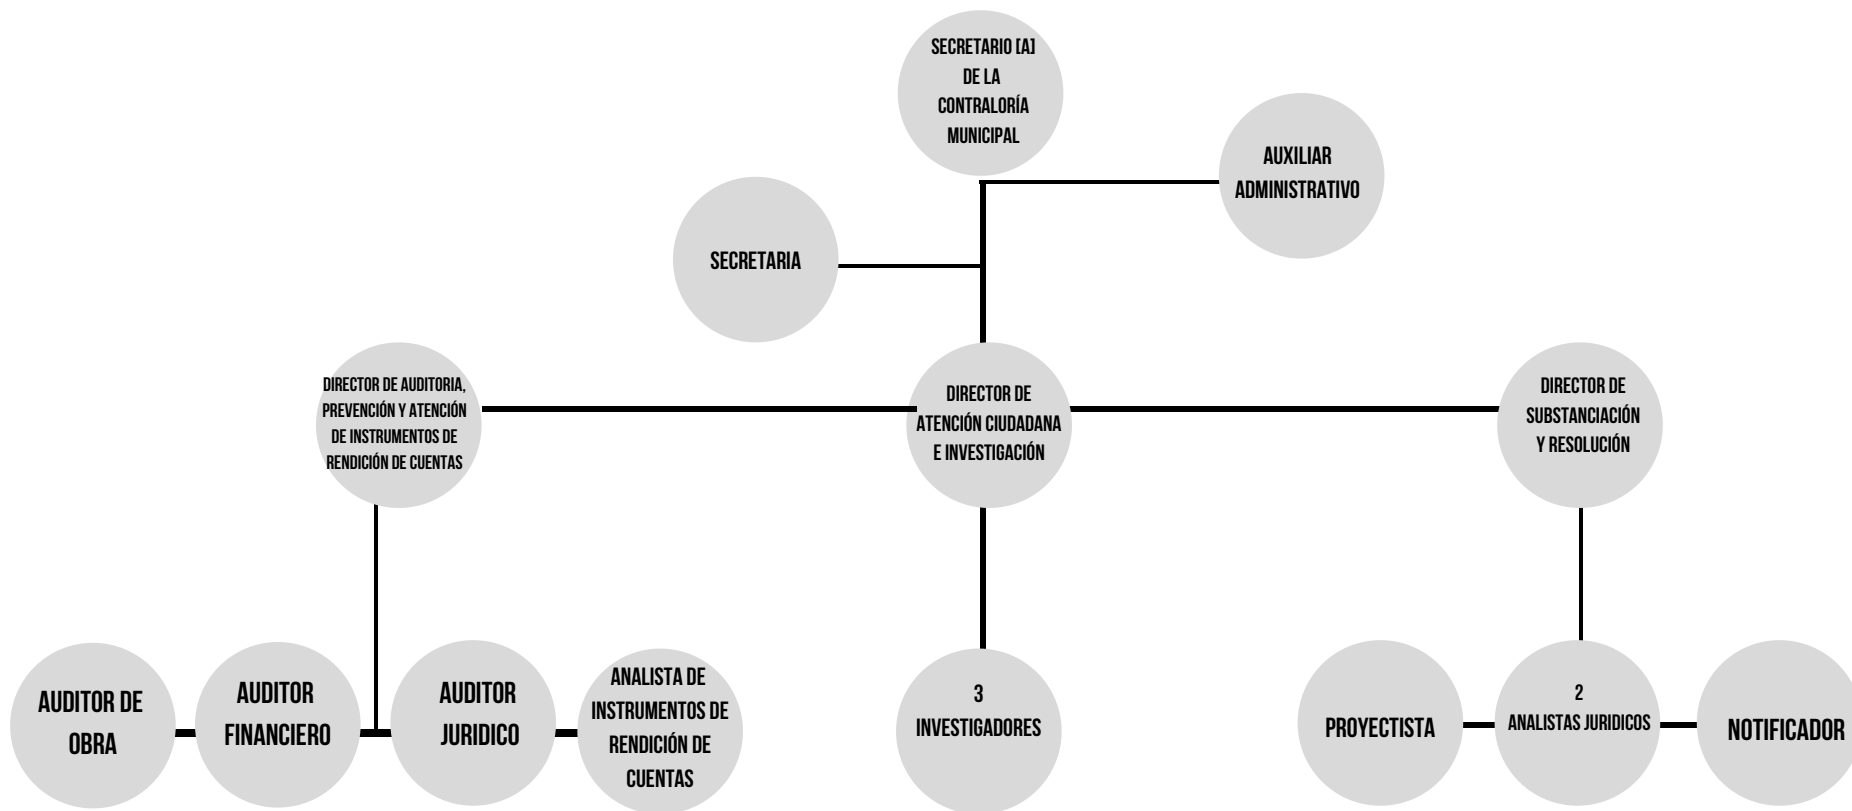 SECRETARIO [A]
DE LA
CONTRALORÍA
MUNICIPAL
AUXILIAR
ADMINISTRATIVO
SECRETARIA
DIRECTOR DE AUDITORIA,
PREVENCIÓN Y ATENCIÓN
DE INSTRUMENTOS DE
RENDICIÓN DE CUENTAS
DIRECTOR DE
ATENCIÓN CIUDADANA
E INVESTIGACIÓN
DIRECTOR DE
SUBSTANCIACIÓN
Y RESOLUCIÓN
AUDITOR DE
OBRA
AUDITOR
FINANCIERO
AUDITOR
JURIDICO
ANALISTA DE
INSTRUMENTOS DE
RENDICIÓN DE
CUENTAS
3
INVESTIGADORES
PROYECTISTA
2
ANALISTAS JURIDICOS
NOTIFICADOR